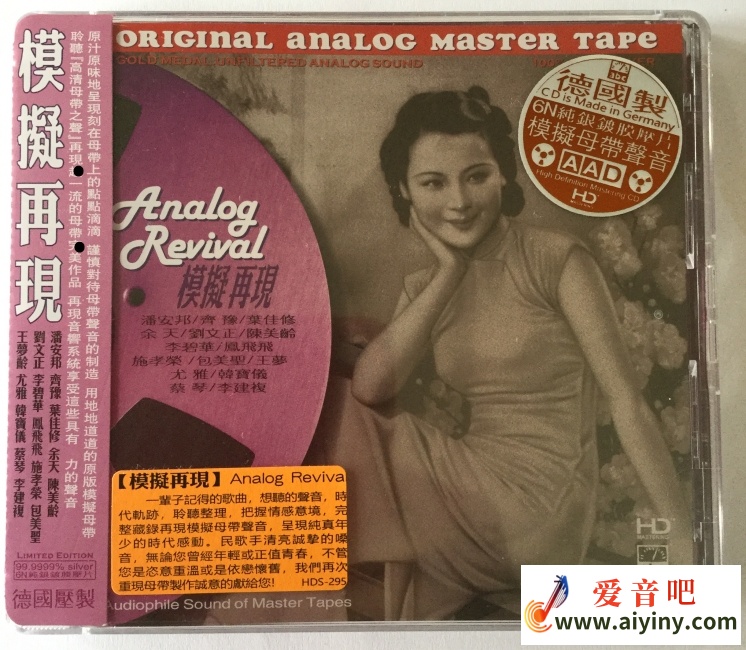 ORIGINAL ANALOG MASTER TAPE
GOLD MEDAL UNFILTERED ANALOG SOUND
德國製
CD is Made in Germany
6N純銀鍍膜壓片
模擬母帶聲音
AAD
High Definition Mastering CD
HD
模擬再現
原汁原味地呈現刻在母帶上的點點滴滴 謹慎對待母帶聲音的制造 用地地道道的原版模擬母帶
聆聽『高清母帶之聲』再現 一流的母帶完美作品 再現音響系統享受這些具有 力的聲音
潘安邦 齊豫 葉佳修 余天 陳美齡
劉文正 李碧華 鳳飛飛 施孝榮 包美聖
王夢齡 尤雅 韓寶儀 蔡琴 李建複
LIMITED EDITION
99.9999% silver
6N純銀鍍膜壓片
德國壓製
Analog
Revival
模擬再現
潘安邦/齊 豫/葉佳修
余 天/劉文正/陳美齡
李碧華/鳳飛飛
施孝榮/包美聖/王夢
尤 雅/韓寶儀
蔡 琴/李建複
【模擬再現】Analog Reviva
一輩子記得的歌曲，想聽的聲音，時
代軌跡，聆聽整理，把握情感意境，完
整藏錄再現模擬母帶聲音，呈現純真年
少的時代感動。民歌手清亮誠摯的嗓
音，無論您曾經年輕或正值青春，不管
您是恣意重溫或是依戀懷舊，我們再次
重現母帶製作誠意的獻給您！ HDS-295
Audiophile Sound of Master Tapes
HD
MASTERING
爱音吧
www.aiyiny.com